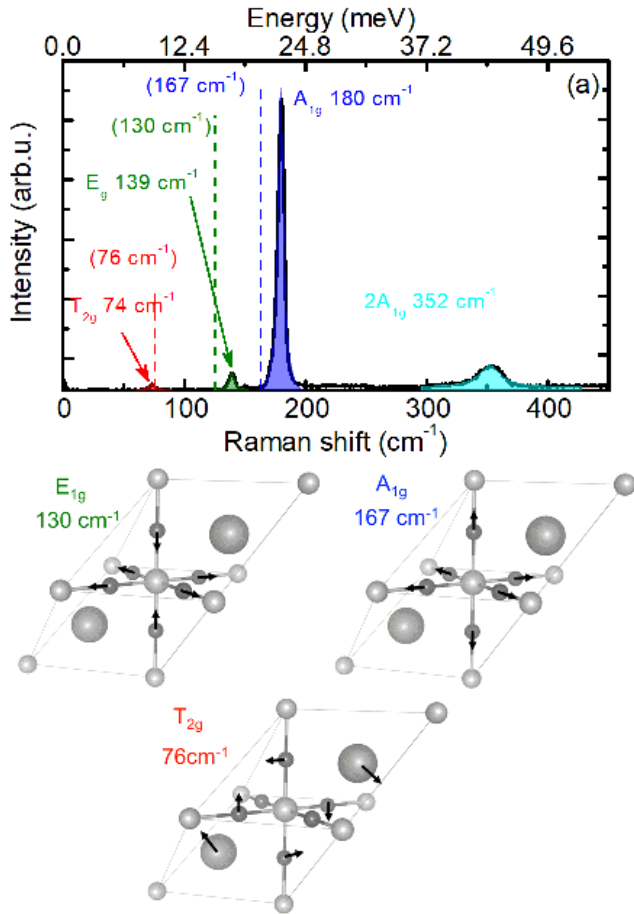 Energy (meV)
0.0 12.4 24.8 37.2 49.6
(a)
(167 cm⁻¹)
A₁g 180 cm⁻¹
(130 cm⁻¹)
Eg 139 cm⁻¹
(76 cm⁻¹)
T₂g 74 cm⁻¹
2A₁g 352 cm⁻¹
Intensity (arb.u.)
0 100 200 300 400
Raman shift (cm⁻¹)
E₁g
130 cm⁻¹
A₁g
167 cm⁻¹
T₂g
76cm⁻¹